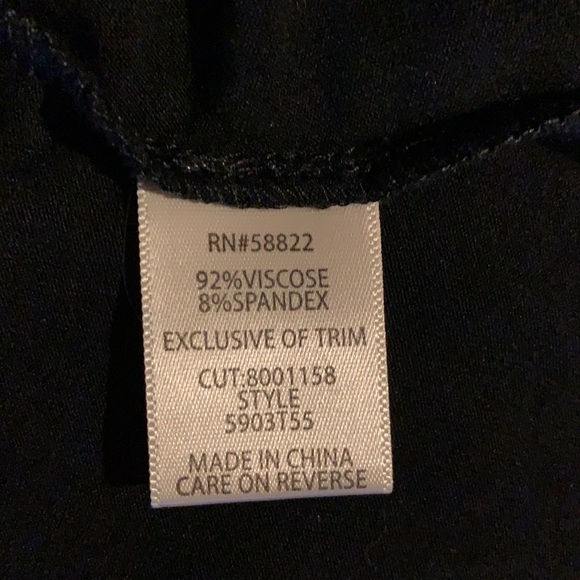 RN#58822
92%VISCOSE
8%SPANDEX
EXCLUSIVE OF TRIM
CUT:8001158
STYLE
5903T55
MADE IN CHINA
CARE ON REVERSE